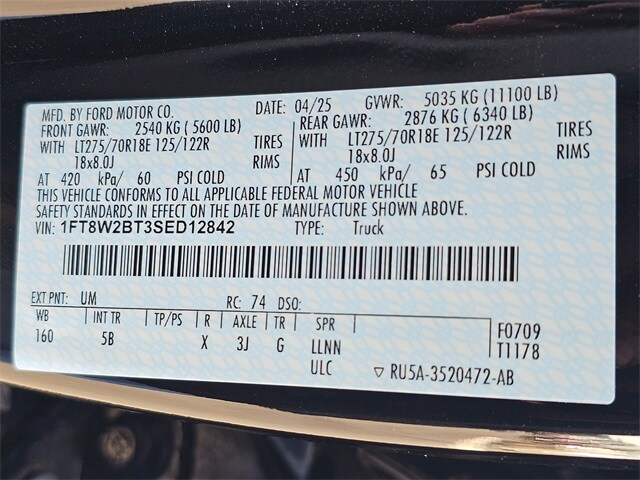 MFD. BY FORD MOTOR CO. DATE: 04/25 GVWR: 5035 KG (11100 LB)
FRONT GAWR: 2540 KG ( 5600 LB) REAR GAWR: 2876 KG ( 6340 LB)
WITH LT275/70R18E 125/122R TIRES WITH LT275/70R18E 125/122R TIRES
18x8.0J RIMS 18x8.0J RIMS
AT 420 kPa/ 60 PSI COLD AT 450 kPa/ 65 PSI COLD
THIS VEHICLE CONFORMS TO ALL APPLICABLE FEDERAL MOTOR VEHICLE
SAFETY STANDARDS IN EFFECT ON THE DATE OF MANUFACTURE SHOWN ABOVE.
VIN: 1FT8W2BT3SED12842 TYPE: Truck
EXT PNT: UM RC: 74 DSO:
WB INT TR TP/PS R AXLE TR SPR F0709
160 5B X 3J G LLNN T1178
ULC RU5A-3520472-AB